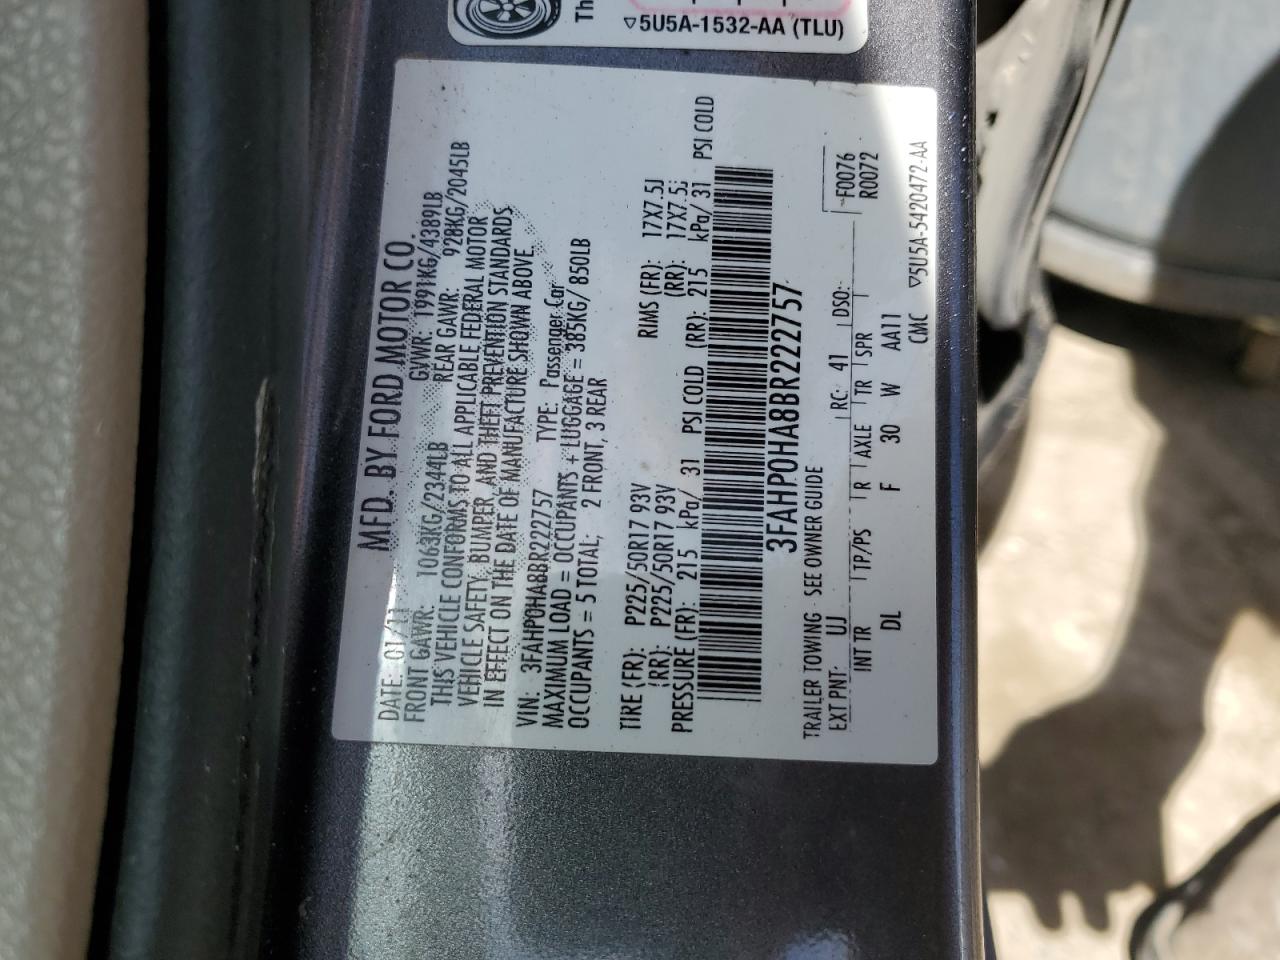 Th
▽5U5A-1532-AA (TLU)
MFD. BY FORD MOTOR CO.
DATE: 01/11 GVWR: 1991KG/4389LB
FRONT GAWR: 1063KG/2344LB REAR GAWR: 928KG/2045LB
THIS VEHICLE CONFORMS TO ALL APPLICABLE FEDERAL MOTOR
VEHICLE SAFETY, BUMPER, AND THEFT PREVENTION STANDARDS
IN EFFECT ON THE DATE OF MANUFACTURE SHOWN ABOVE.
VIN: 3FAHP0HA8BR222757 TYPE: Passenger Car
MAXIMUM LOAD = OCCUPANTS + LUGGAGE = 385KG/ 850LB
OCCUPANTS = 5 TOTAL; 2 FRONT, 3 REAR
TIRE (FR): P225/50R17 93V RIMS (FR): 17X7.5J
(RR): P225/50R17 93V (RR): 17X7.5J
PRESSURE (FR): 215 kPa/ 31 PSI COLD (RR): 215 kPa/ 31 PSI COLD
3FAHP0HA8BR222757
TRAILER TOWING - SEE OWNER GUIDE F0076
EXT PNT: UJ RC: 41 DSO: R0072
INT TR TP/PS R AXLE TR SPR
DL F 30 W AA11
CMC ▽5U5A-5420472-AA